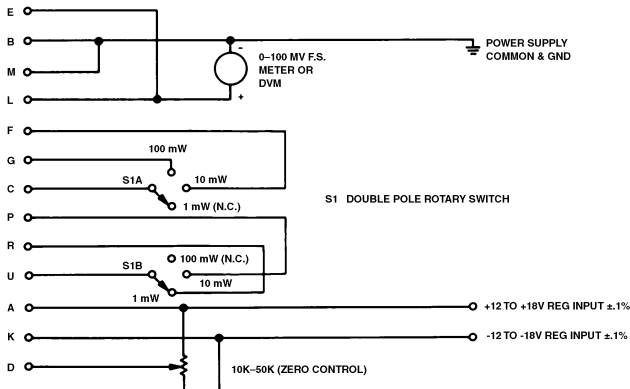 E
B
M
L
-
+
0–100 MV F.S.
METER OR
DVM
POWER SUPPLY
COMMON & GND
F
G
C
P
R
U
100 mW
S1A
10 mW
1 mW (N.C.)
S1 DOUBLE POLE ROTARY SWITCH
100 mW (N.C.)
S1B
10 mW
1 mW
A
+12 TO +18V REG INPUT ±.1%
K
-12 TO -18V REG INPUT ±.1%
D
10K–50K (ZERO CONTROL)